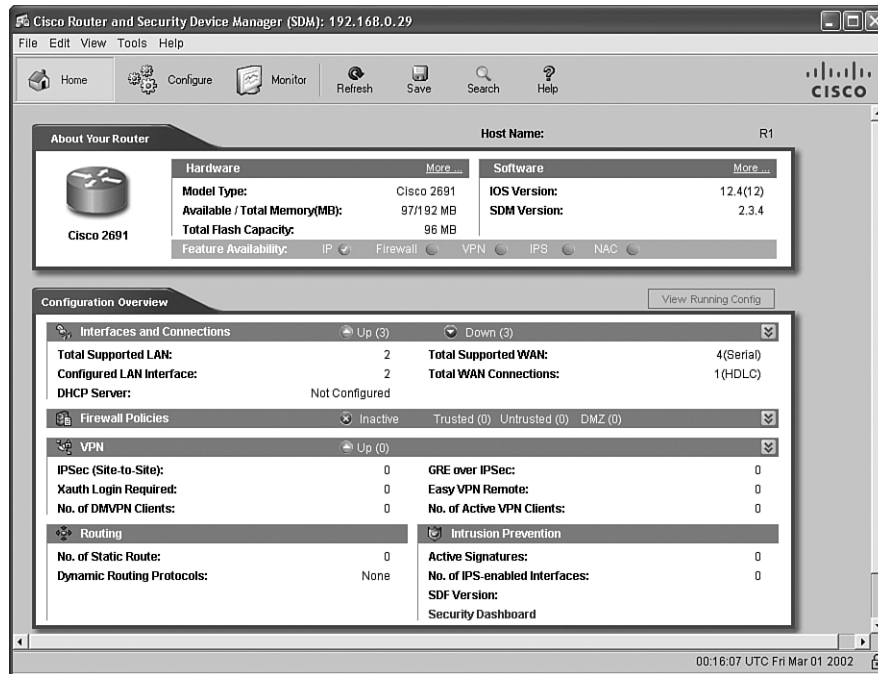 Cisco Router and Security Device Manager (SDM): 192.168.0.29
File Edit View Tools Help
Home Configure Monitor Refresh Save Search Help
CISCO
About Your Router Host Name: R1
Hardware More ... Software More ...
Model Type: Cisco 2691 IOS Version: 12.4(12)
Available / Total Memory(MB): 97/192 MB SDM Version: 2.3.4
Total Flash Capacity: 96 MB
Cisco 2691
Feature Availability: IP Firewall VPN IPS NAC
Configuration Overview View Running Config
Interfaces and Connections Up (3) Down (3)
Total Supported LAN: 2 Total Supported WAN: 4(Serial)
Configured LAN Interface: 2 Total WAN Connections: 1(HDLC)
DHCP Server: Not Configured
Firewall Policies Inactive Trusted (0) Untrusted (0) DMZ (0)
VPN Up (0)
IPSec (Site-to-Site): 0 GRE over IPSec: 0
Xauth Login Required: 0 Easy VPN Remote: 0
No. of DMVPN Clients: 0 No. of Active VPN Clients: 0
Routing Intrusion Prevention
No. of Static Route: 0 Active Signatures: 0
Dynamic Routing Protocols: None No. of IPS-enabled Interfaces: 0
SDF Version:
Security Dashboard
00:16:07 UTC Fri Mar 01 2002